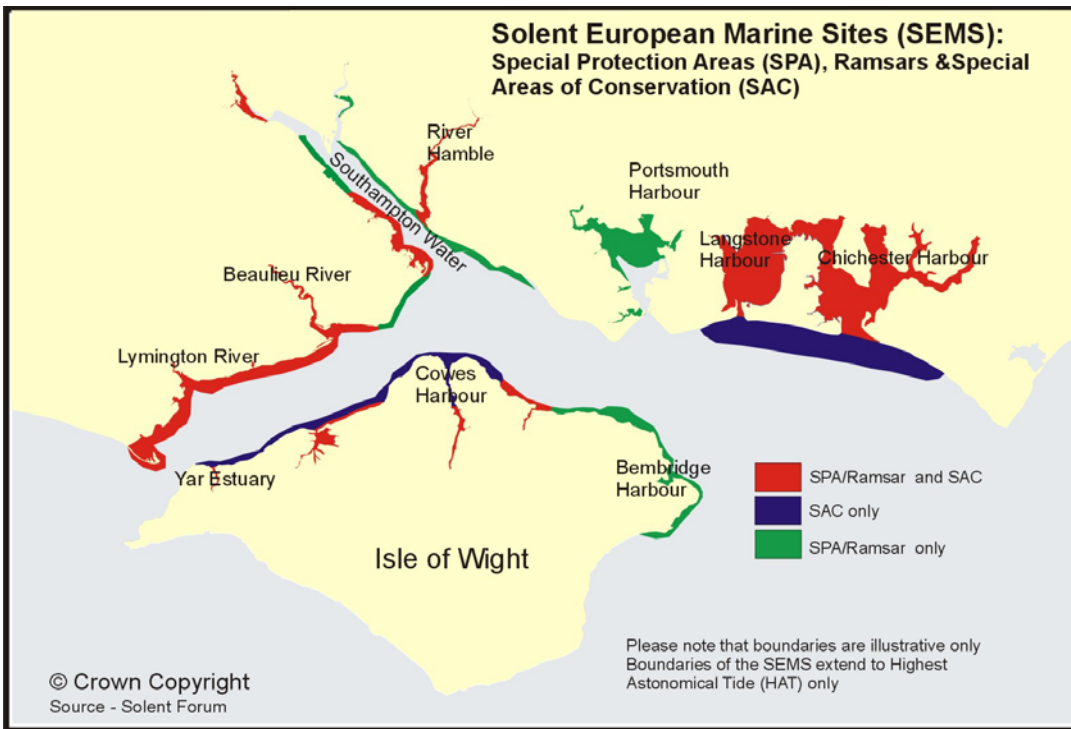 Solent European Marine Sites (SEMS):
Special Protection Areas (SPA), Ramsars &Special
Areas of Conservation (SAC)
River
Hamble
Southampton Water
Portsmouth
Harbour
Langstone
Harbour
Chichester Harbour
Beaulieu River
Lymington River
Cowes
Harbour
Yar Estuary
Bembridge
Harbour
Isle of Wight
SPA/Ramsar and SAC
SAC only
SPA/Ramsar only
Please note that boundaries are illustrative only
Boundaries of the SEMS extend to Highest
Astonomical Tide (HAT) only
© Crown Copyright
Source - Solent Forum